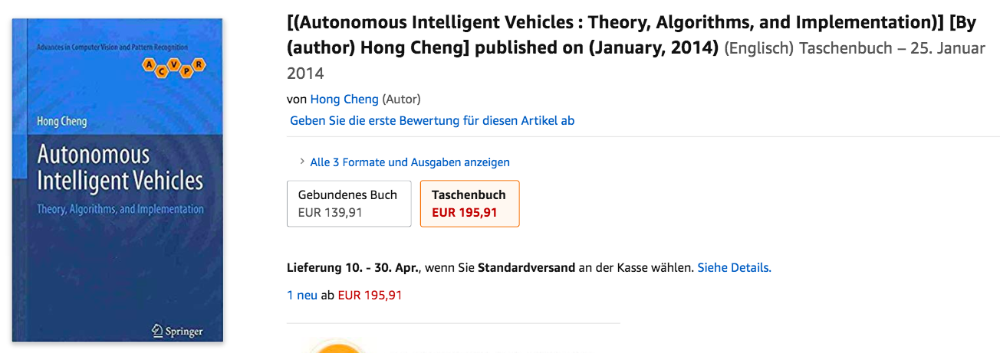 Advances in Computer Vision and Pattern Recognition
A C V P R
Hong Cheng
Autonomous
Intelligent Vehicles
Theory, Algorithms, and Implementation
Springer
[(Autonomous Intelligent Vehicles : Theory, Algorithms, and Implementation)] [By
(author) Hong Cheng] published on (January, 2014) (Englisch) Taschenbuch – 25. Januar
2014
von Hong Cheng (Autor)
Geben Sie die erste Bewertung für diesen Artikel ab
› Alle 3 Formate und Ausgaben anzeigen
Gebundenes Buch
EUR 139,91
Taschenbuch
EUR 195,91
Lieferung 10. - 30. Apr., wenn Sie Standardversand an der Kasse wählen. Siehe Details.
1 neu ab EUR 195,91